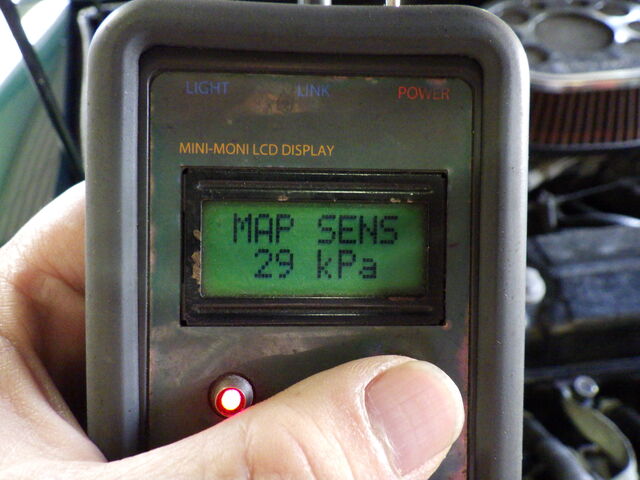 LIGHT LINK POWER
MINI-MONI LCD DISPLAY
MAP SENS
29 kPa